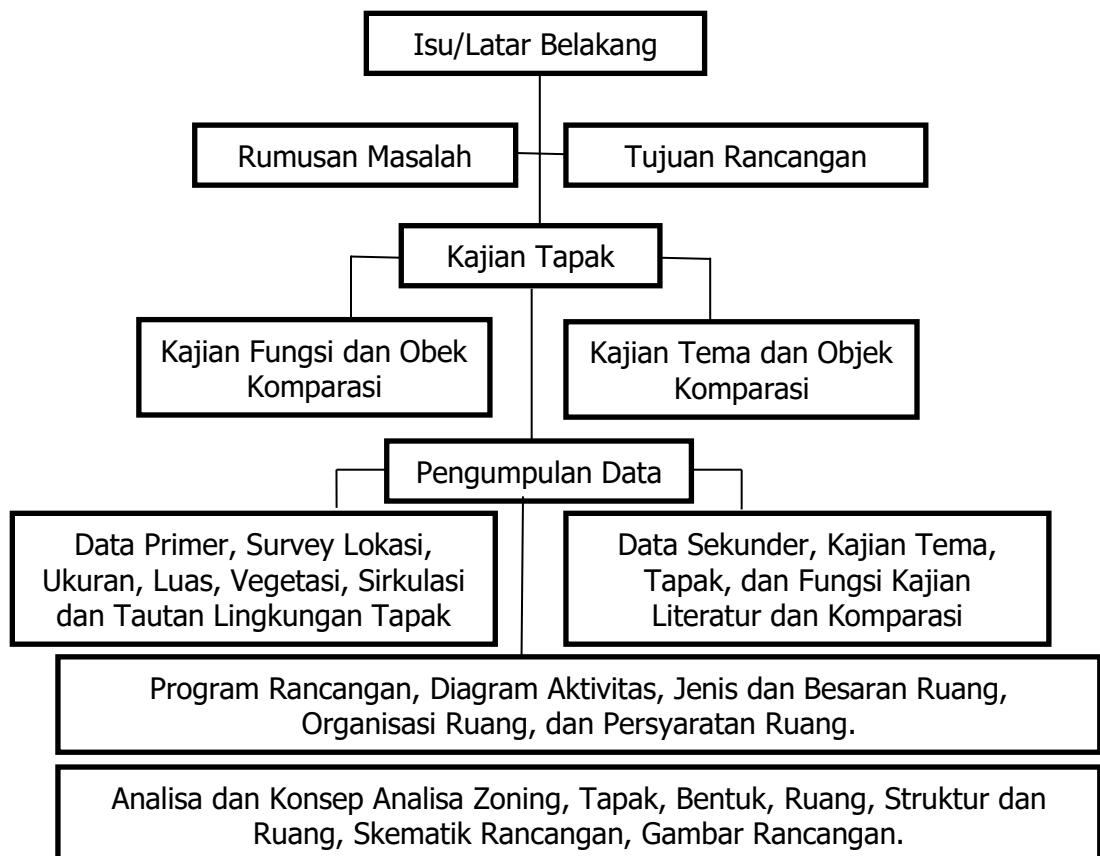 Isu/Latar Belakang
Rumusan Masalah
Tujuan Rancangan
Kajian Tapak
Kajian Fungsi dan Obek
Komparasi
Kajian Tema dan Objek
Komparasi
Pengumpulan Data
Data Primer, Survey Lokasi,
Ukuran, Luas, Vegetasi, Sirkulasi
dan Tautan Lingkungan Tapak
Data Sekunder, Kajian Tema,
Tapak, dan Fungsi Kajian
Literatur dan Komparasi
Program Rancangan, Diagram Aktivitas, Jenis dan Besaran Ruang,
Organisasi Ruang, dan Persyaratan Ruang.
Analisa dan Konsep Analisa Zoning, Tapak, Bentuk, Ruang, Struktur dan
Ruang, Skematik Rancangan, Gambar Rancangan.